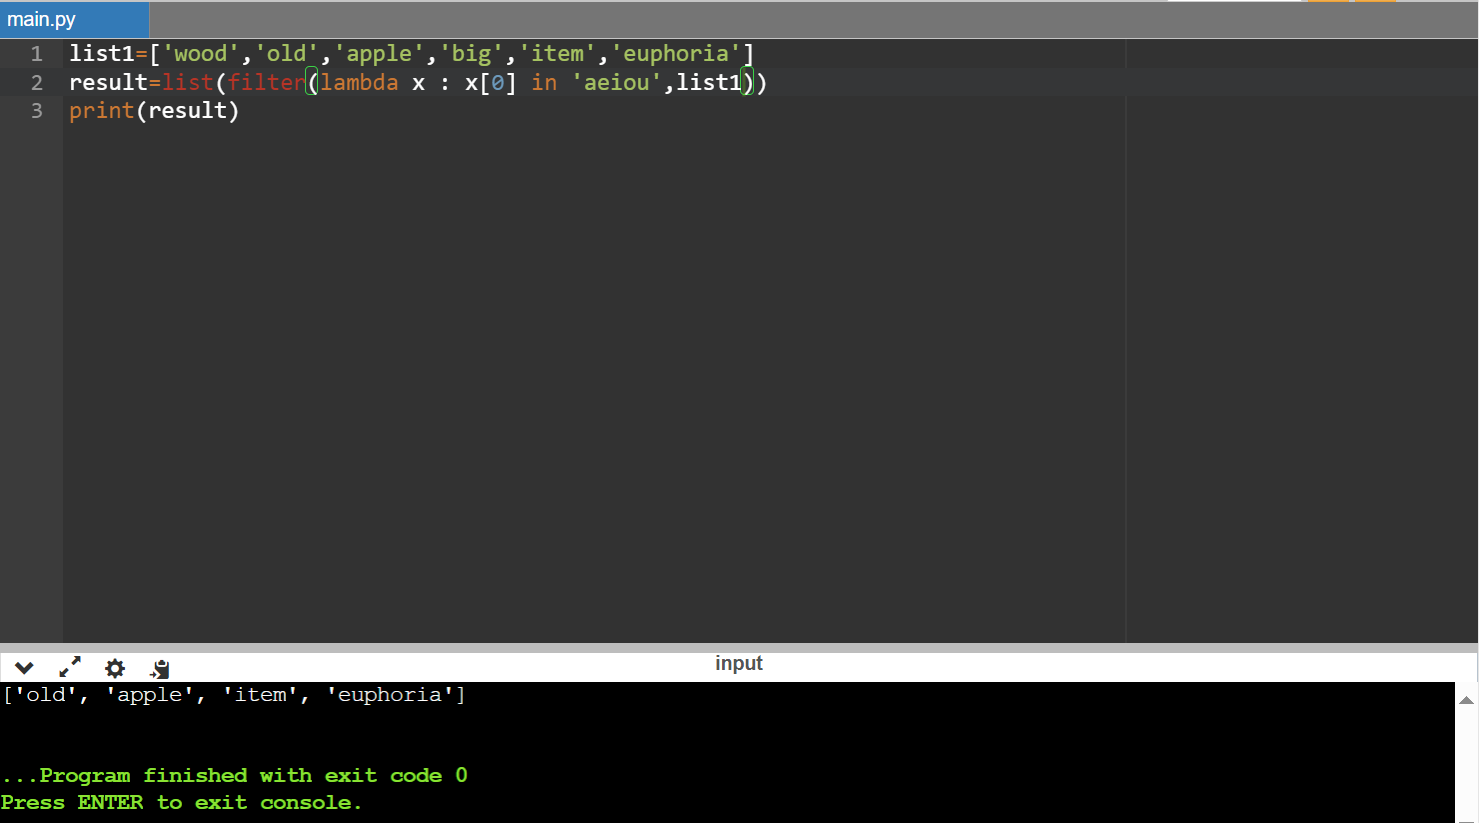 main.py
1 list1=['wood','old','apple','big','item','euphoria']
2 result=list(filter(lambda x : x[0] in 'aeiou',list1))
3 print(result)
input
['old', 'apple', 'item', 'euphoria']
...Program finished with exit code 0
Press ENTER to exit console.